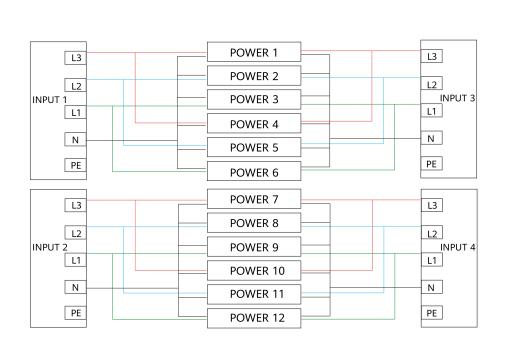 INPUT 1
L3
L2
L1
N
PE
POWER 1
POWER 2
POWER 3
POWER 4
POWER 5
POWER 6
INPUT 3
L3
L2
L1
N
PE
INPUT 2
L3
L2
L1
N
PE
POWER 7
POWER 8
POWER 9
POWER 10
POWER 11
POWER 12
INPUT 4
L3
L2
L1
N
PE